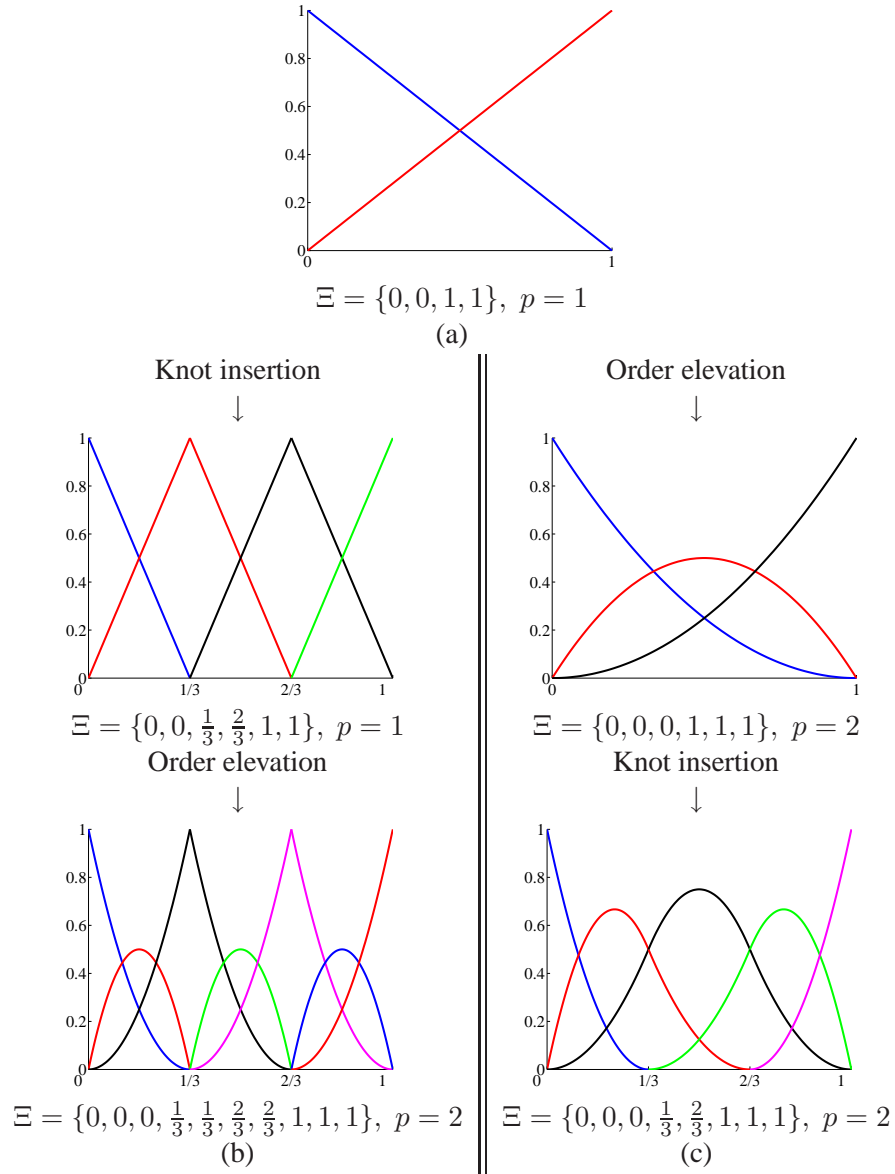 1
0.8
0.6
0.4
0.2
0
0 1
Ξ = {0, 0, 1, 1}, p = 1
(a)
Knot insertion
↓
1
0.8
0.6
0.4
0.2
0
0 1/3 2/3 1
Ξ = {0, 0, 1/3, 2/3, 1, 1}, p = 1
Order elevation
↓
1
0.8
0.6
0.4
0.2
0
0 1/3 2/3 1
Ξ = {0, 0, 0, 1/3, 1/3, 2/3, 2/3, 1, 1, 1}, p = 2
(b)
Order elevation
↓
1
0.8
0.6
0.4
0.2
0
0 1
Ξ = {0, 0, 0, 1, 1, 1}, p = 2
Knot insertion
↓
1
0.8
0.6
0.4
0.2
0
0 1/3 2/3 1
Ξ = {0, 0, 0, 1/3, 2/3, 1, 1, 1}, p = 2
(c)